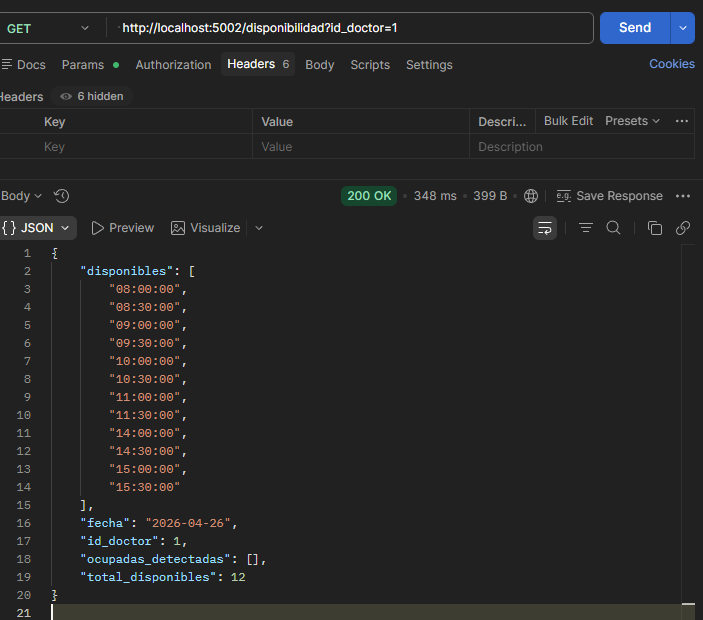 GET http://localhost:5002/disponibilidad?id_doctor=1 Send
Docs Params Authorization Headers 6 Body Scripts Settings Cookies
Headers 6 hidden
Key Value Descri... Bulk Edit Presets ...
Key Value Description
Body 200 OK • 348 ms • 399 B • e.g. Save Response ...
{} JSON Preview Visualize
1 {
2 "disponibles": [
3 "08:00:00",
4 "08:30:00",
5 "09:00:00",
6 "09:30:00",
7 "10:00:00",
8 "10:30:00",
9 "11:00:00",
10 "11:30:00",
11 "14:00:00",
12 "14:30:00",
13 "15:00:00",
14 "15:30:00"
15 ],
16 "fecha": "2026-04-26",
17 "id_doctor": 1,
18 "ocupadas_detectadas": [],
19 "total_disponibles": 12
20 }
21